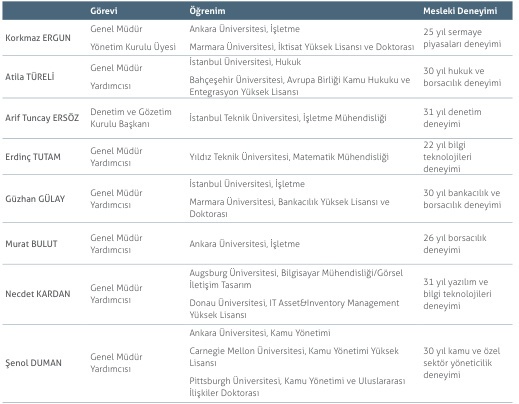 Görevi Öğrenim Mesleki Deneyimi
Korkmaz ERGUN
Genel Müdür
Yönetim Kurulu Üyesi
Ankara Üniversitesi, İşletme
Marmara Üniversitesi, İktisat Yüksek Lisansı ve Doktorası
25 yıl sermaye
piyasaları deneyimi
Atila TÜRELİ
Genel Müdür
Yardımcısı
İstanbul Üniversitesi, Hukuk
Bahçeşehir Üniversitesi, Avrupa Birliği Kamu Hukuku ve
Entegrasyon Yüksek Lisansı
30 yıl hukuk ve
borsacılık deneyimi
Arif Tuncay ERSÖZ
Denetim ve Gözetim
Kurulu Başkanı
İstanbul Teknik Üniversitesi, İşletme Mühendisliği
31 yıl denetim
deneyimi
Erdinç TUTAM
Genel Müdür
Yardımcısı
Yıldız Teknik Üniversitesi, Matematik Mühendisliği
22 yıl bilgi
teknolojileri
deneyimi
Güzhan GÜLAY
Genel Müdür
Yardımcısı
İstanbul Üniversitesi, İşletme
Marmara Üniversitesi, Bankacılık Yüksek Lisansı ve
Doktorası
30 yıl bankacılık ve
borsacılık deneyimi
Murat BULUT
Genel Müdür
Yardımcısı
Ankara Üniversitesi, İşletme
26 yıl borsacılık
deneyimi
Necdet KARDAN
Genel Müdür
Yardımcısı
Augsburg Üniversitesi, Bilgisayar Mühendisliği/Görsel
İletişim Tasarım
Donau Üniversitesi, IT Asset&Inventory Management
Yüksek Lisansı
31 yıl yazılım ve
bilgi teknolojileri
deneyimi
Şenol DUMAN
Genel Müdür
Yardımcısı
Ankara Üniversitesi, Kamu Yönetimi
Carnegie Mellon Üniversitesi, Kamu Yönetimi Yüksek
Lisansı
Pittsburgh Üniversitesi, Kamu Yönetimi ve Uluslararası
İlişkiler Doktorası
30 yıl kamu ve özel
sektör yöneticilik
deneyimi